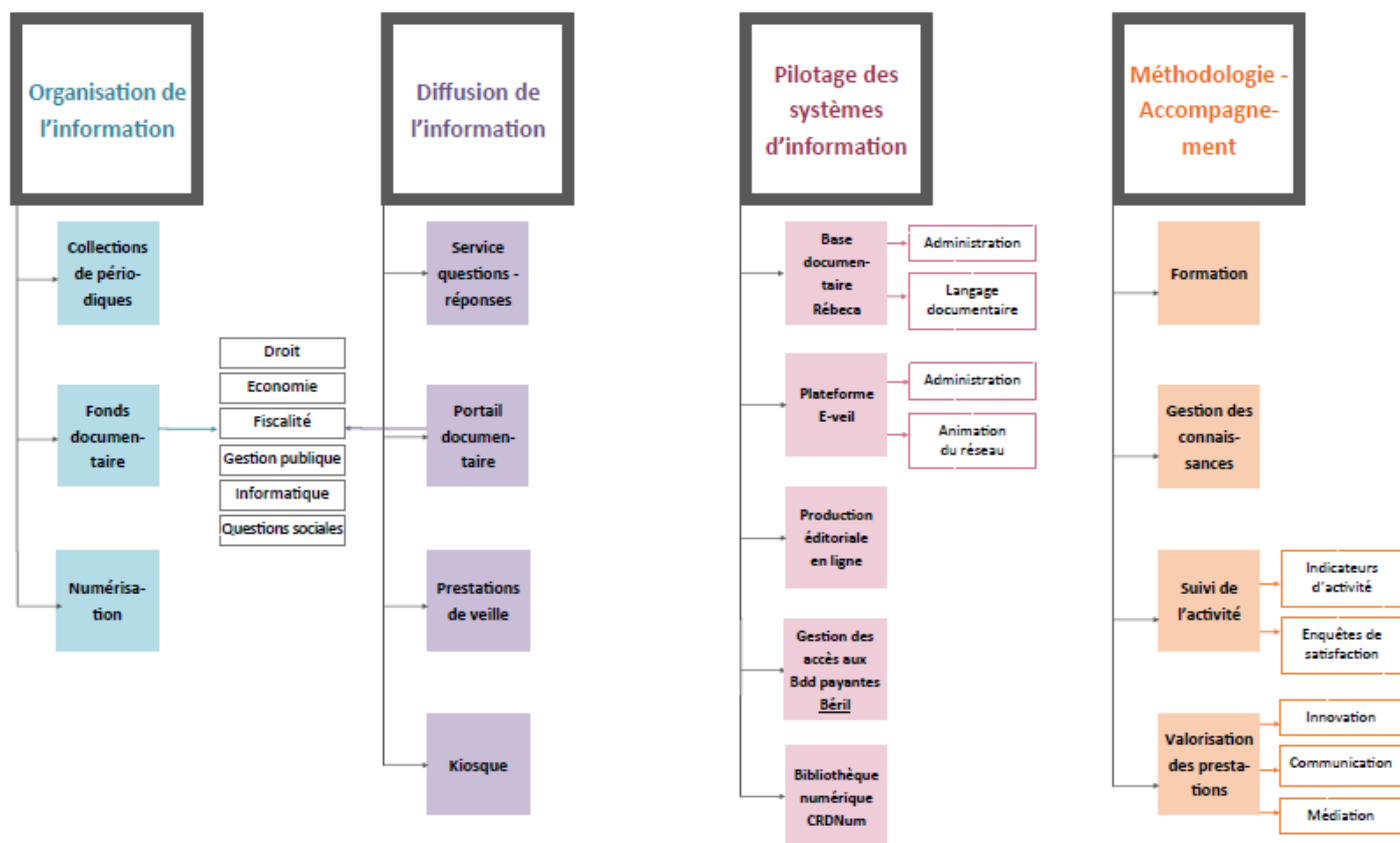 Organisation de
l'information
Collections
de pério-
diques
Fonds
documen-
taire
Numérisa-
tion
Droit
Economie
Fiscalité
Gestion publique
Informatique
Questions sociales
Diffusion de
l'information
Service
questions -
réponses
Portail
documen-
taire
Prestations
de veille
Kiosque
Pilotage des
systèmes
d'information
Base
documen-
taire
Rébeca
Administration
Langage
documentaire
Plateforme
E-veil
Administration
Animation
du réseau
Production
éditoriale
en ligne
Gestion des
accès aux
Bdd payantes
Béril
Bibliothèque
numérique
CRDNum
Méthodologie -
Accompagne-
ment
Formation
Gestion des
connais-
sances
Suivi de
l'activité
Indicateurs
d'activité
Enquêtes de
satisfaction
Valorisation
des presta-
tions
Innovation
Communication
Médiation